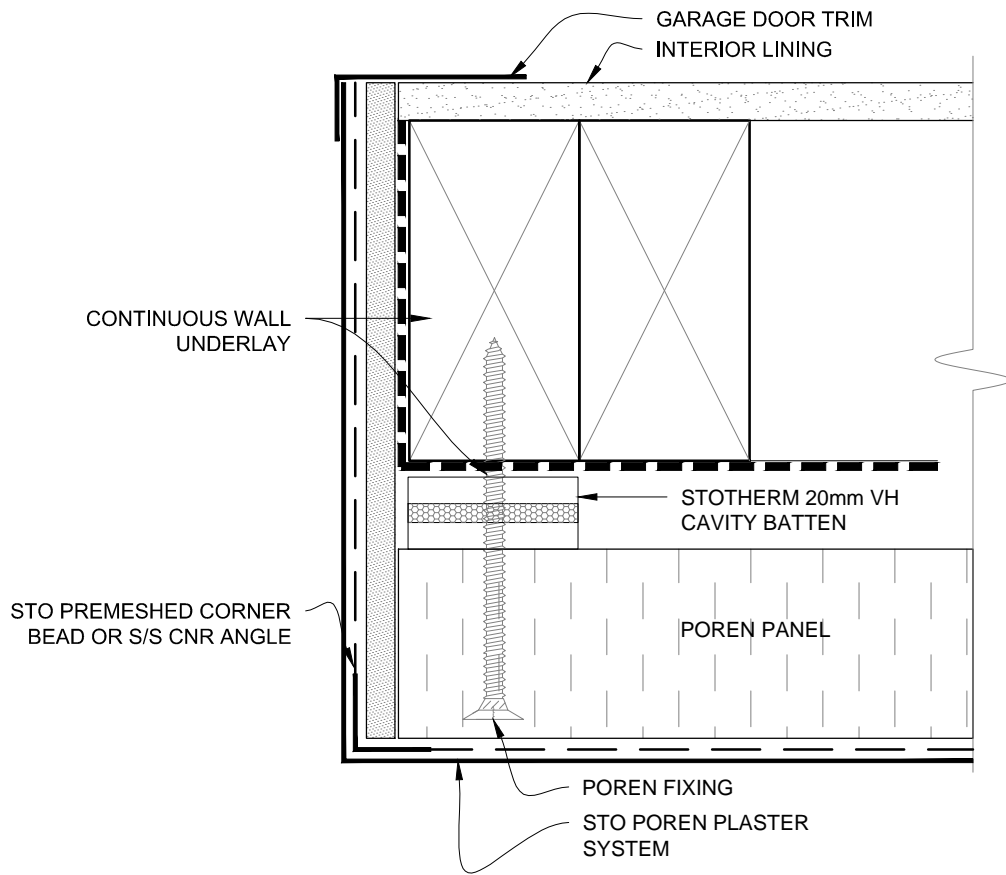 GARAGE DOOR TRIM
INTERIOR LINING
CONTINUOUS WALL
UNDERLAY
STOTHERM 20mm VH
CAVITY BATTEN
STO PREMESHED CORNER
BEAD OR S/S CNR ANGLE
POREN PANEL
POREN FIXING
STO POREN PLASTER
SYSTEM